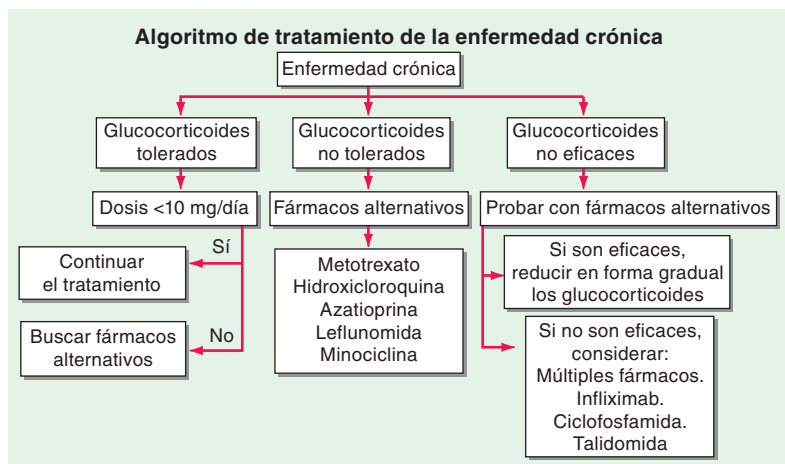 Algoritmo de tratamiento de la enfermedad crónica
Enfermedad crónica
Glucocorticoides
tolerados
Glucocorticoides
no tolerados
Glucocorticoides
no eficaces
Dosis <10 mg/día
Fármacos alternativos
Probar con fármacos alternativos
Sí
Continuar
el tratamiento
No
Buscar fármacos
alternativos
Metotrexato
Hidroxicloroquina
Azatioprina
Leflunomida
Minociclina
Si son eficaces,
reducir en forma gradual
los glucocorticoides
Si no son eficaces,
considerar:
Múltiples fármacos.
Infliximab.
Ciclofosfamida.
Talidomida